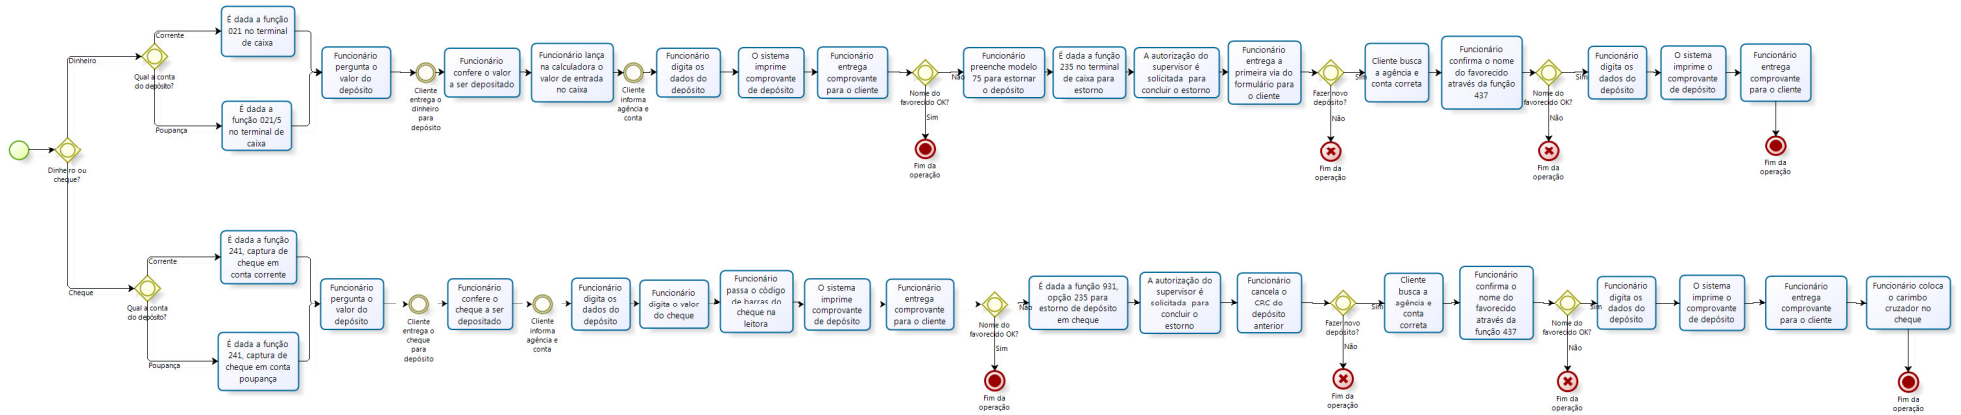 Dinheiro ou
cheque?
Dinheiro
Qual a conta
do depósito?
Corrente
É dada a função
021 no terminal
de caixa
Poupança
É dada a
função 021/5
no terminal de
caixa
Funcionário
pergunta o
valor do
depósito
Cliente
entrega o
dinheiro
para
depósito
Funcionário
confere o valor
a ser depositado
Funcionário lança
na calculadora o
valor de entrada
no caixa
Cliente
informa
agência e
conta
Funcionário
digita os
dados do
depósito
O sistema
imprime
comprovante
de depósito
Funcionário
entrega
comprovante
para o cliente
Nome do
favorecido OK?
Sim
Fim da
operação
Não
Funcionário
preenche modelo
75 para estornar
o depósito
É dada a função
235 no terminal
de caixa para
estorno
A autorização do
supervisor é
solicitada para
concluir o estorno
Funcionário
entrega a
primeira via do
formulário para
o cliente
Fazer novo
depósito?
Não
Fim da
operação
Sim
Cliente busca
a agência e
conta correta
Funcionário
confirma o nome
do favorecido
através da função
437
Nome do
favorecido OK?
Não
Fim da
operação
Sim
Funcionário
digita os
dados do
depósito
O sistema
imprime o
comprovante
de depósito
Funcionário
entrega
comprovante
para o cliente
Fim da
operação
Cheque
Qual a conta
do depósito?
Corrente
É dada a função
241, captura de
cheque em
conta corrente
Poupança
É dada a função
241, captura de
cheque em conta
poupança
Funcionário
pergunta o
valor do
depósito
Cliente
entrega o
cheque
para
depósito
Funcionário
confere o
cheque a ser
depositado
Cliente
informa
agência e
conta
Funcionário
digita os
dados do
depósito
Funcionário
digita o valor
do cheque
Funcionário
passa o código
de barras do
cheque na
leitora
O sistema
imprime
comprovante
de depósito
Funcionário
entrega
comprovante
para o cliente
Nome do
favorecido OK?
Sim
Fim da
operação
Não
É dada a função 931,
opção 235 para
estorno de depósito
em cheque
A autorização do
supervisor é
solicitada para
concluir o
estorno
Funcionário
cancela o
CRC do
depósito
anterior
Fazer novo
depósito?
Não
Fim da
operação
Sim
Cliente
busca a
agência e
conta
correta
Funcionário
confirma o
nome do
favorecido
através da
função 437
Nome do
favorecido OK?
Não
Fim da
operação
Sim
Funcionário
digita os
dados do
depósito
O sistema
imprime o
comprovante
de depósito
Funcionário
entrega
comprovante
para o cliente
Funcionário coloca
o carimbo
cruzador no
cheque
Fim da
operação